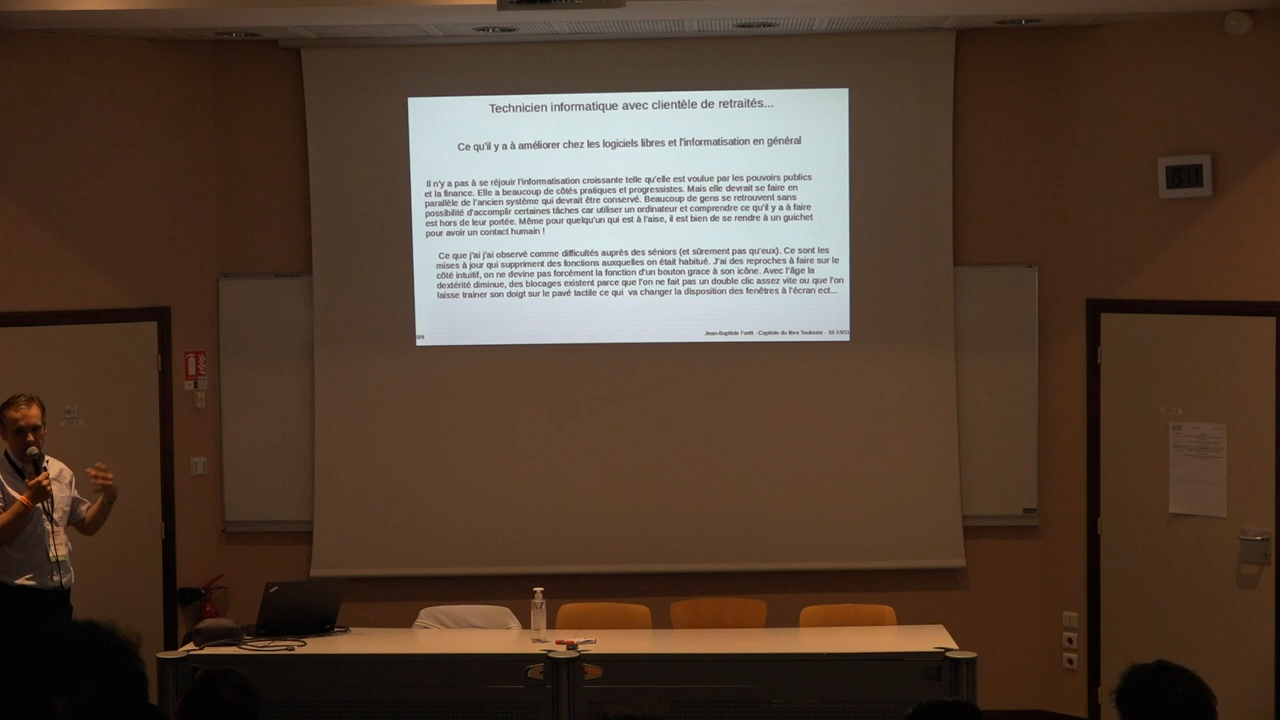 Technicien informatique avec clientèle de retraités...
Ce qu'il y a à améliorer chez les logiciels libres et l'informatisation en général
Il n'y a pas à se réjouir l'informatisation croissante telle qu'elle est voulue par les pouvoirs publics
et la finance. Elle a beaucoup de côtés pratiques et progressistes. Mais elle devrait se faire en
parallèle de l'ancien système qui devrait être conservé. Beaucoup de gens se retrouvent sans
possibilité d'accomplir certaines tâches car utiliser un ordinateur et comprendre ce qu'il y a à faire
est hors de leur portée. Même pour quelqu'un qui est à l'aise, il est bien de se rendre à un guichet
pour avoir un contact humain !
Ce que j'ai j'ai observé comme difficultés auprès des séniors (et sûrement pas qu'eux). Ce sont les
mises à jour qui suppriment des fonctions auxquelles on était habitué. J'ai des reproches à faire sur le
côté intuitif, on ne devine pas forcément la fonction d'un bouton grace à son icône. Avec l'âge la
dextérité diminue, des blocages existent parce que l'on ne fait pas un double clic assez vite ou que l'on
laisse trainer son doigt sur le pavé tactile ce qui va changer la disposition des fenêtres à l'écran ect...
Jean-Baptiste - Capitole du libre Toulouse -